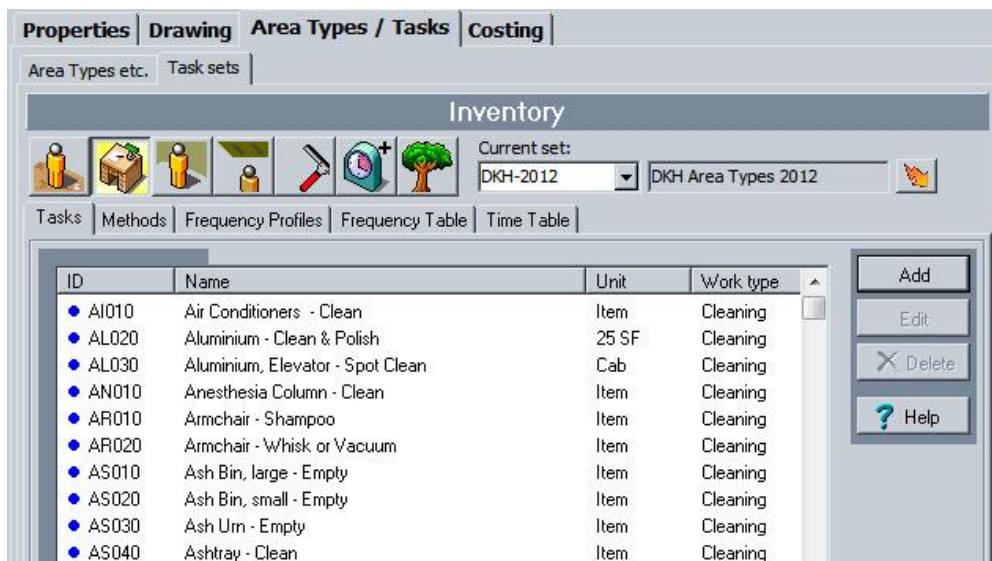 Properties Drawing Area Types / Tasks Costing
Area Types etc. Task sets
Inventory
Current set:
DKH-2012 DKH Area Types 2012
Tasks Methods Frequency Profiles Frequency Table Time Table
ID Name Unit Work type
AI010 Air Conditioners - Clean Item Cleaning
AL020 Aluminium - Clean & Polish 25 SF Cleaning
AL030 Aluminium, Elevator - Spot Clean Cab Cleaning
AN010 Anesthesia Column - Clean Item Cleaning
AR010 Armchair - Shampoo Item Cleaning
AR020 Armchair - Whisk or Vacuum Item Cleaning
AS010 Ash Bin, large - Empty Item Cleaning
AS020 Ash Bin, small - Empty Item Cleaning
AS030 Ash Urn - Empty Item Cleaning
AS040 Ashtray - Clean Item Cleaning
Add
Edit
Delete
? Help